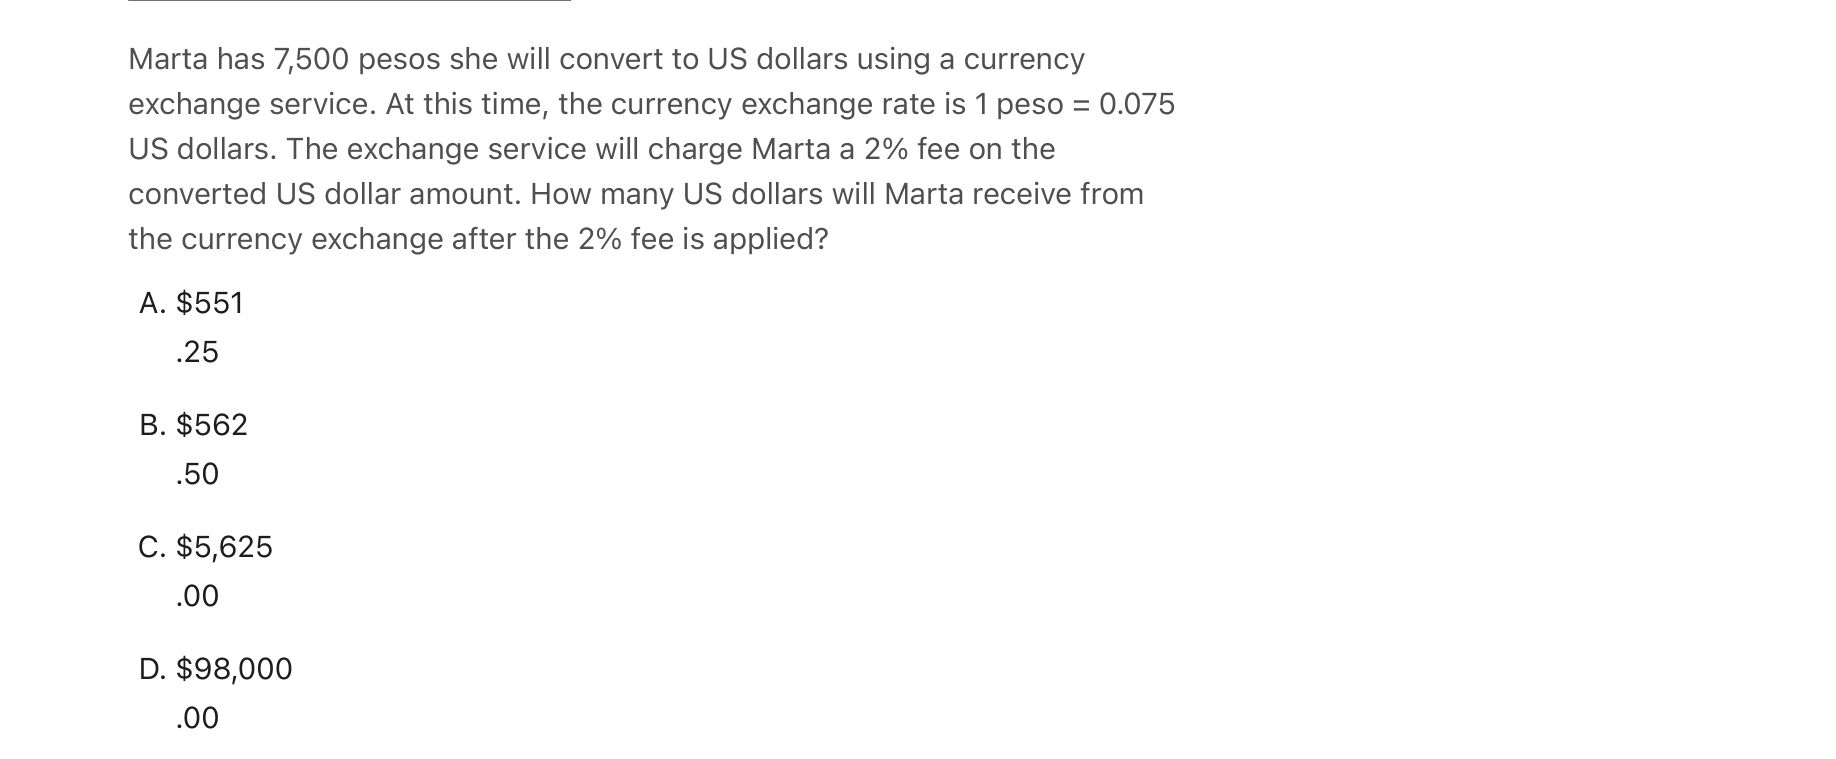 Marta has 7,500 pesos she will convert to US dollars using a currency
exchange service. At this time, the currency exchange rate is 1 peso = 0.075
US dollars. The exchange service will charge Marta a 2% fee on the
converted US dollar amount. How many US dollars will Marta receive from
the currency exchange after the 2% fee is applied?
A. $551
.25
B. $562
.50
C. $5,625
.00
D. $98,000
.00